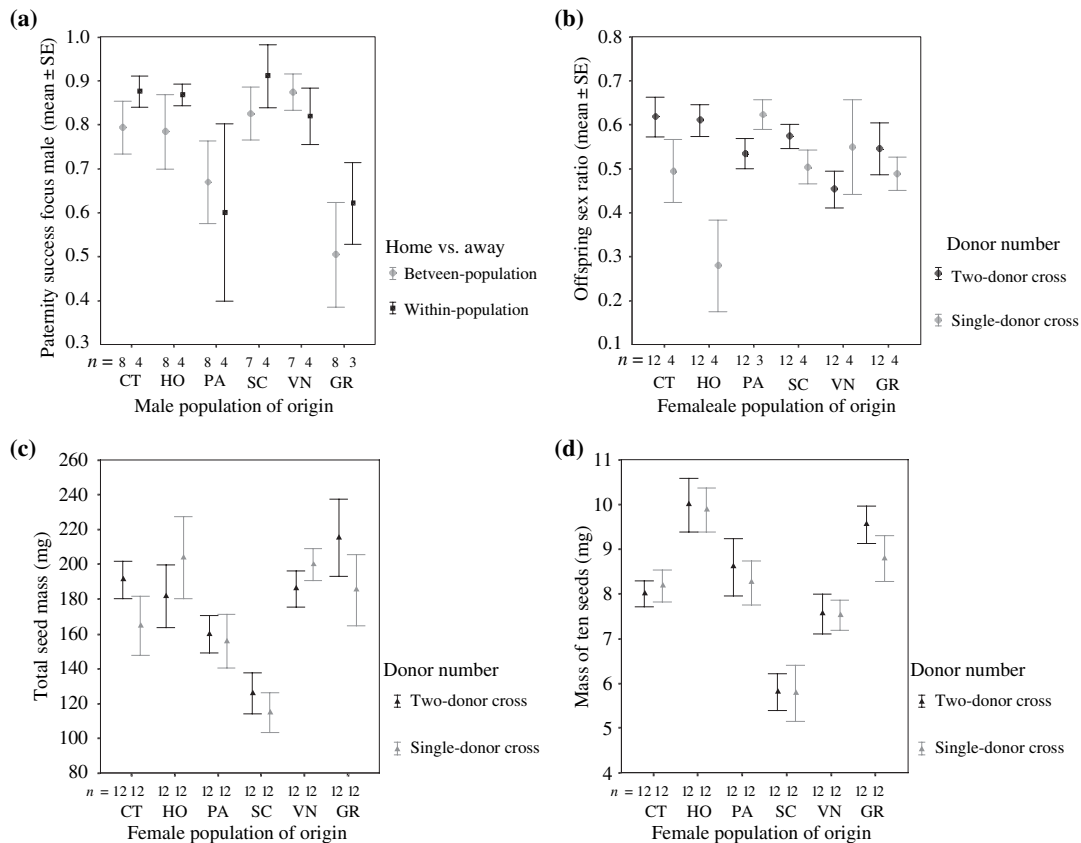 (a)
Paternity success focus male (mean ± SE)
1.0
0.9
0.8
0.7
0.6
0.5
0.4
0.3
n = 8 4 8 4 8 4 7 4 7 4 8 3
CT HO PA SC VN GR
Male population of origin
Home vs. away
Betveen-population
Within-population
(b)
Offspring sex ratio (mean ± SE)
0.8
0.7
0.6
0.5
0.4
0.3
0.2
0.1
n = 12 4 12 4 12 3 12 4 12 4 12 4
CT HO PA SC VN GR
Femaleale population of origin
Donor number
Two-donor cross
Single-donor cross
(c)
Total seed mass (mg)
260
240
220
200
180
160
140
120
100
80
n = 12 12 12 12 12 12 12 12 12 12 12 12
CT HO PA SC VN GR
Female population of origin
Donor number
Two-donor cross
Single-donor cross
(d)
Mass of ten seeds (mg)
11
10
9
8
7
6
5
4
n = 12 12 12 12 12 12 12 12 12 12 12 12
CT HO PA SC VN GR
Female population of origin
Donor number
Two-donor cross
Single-donor cross